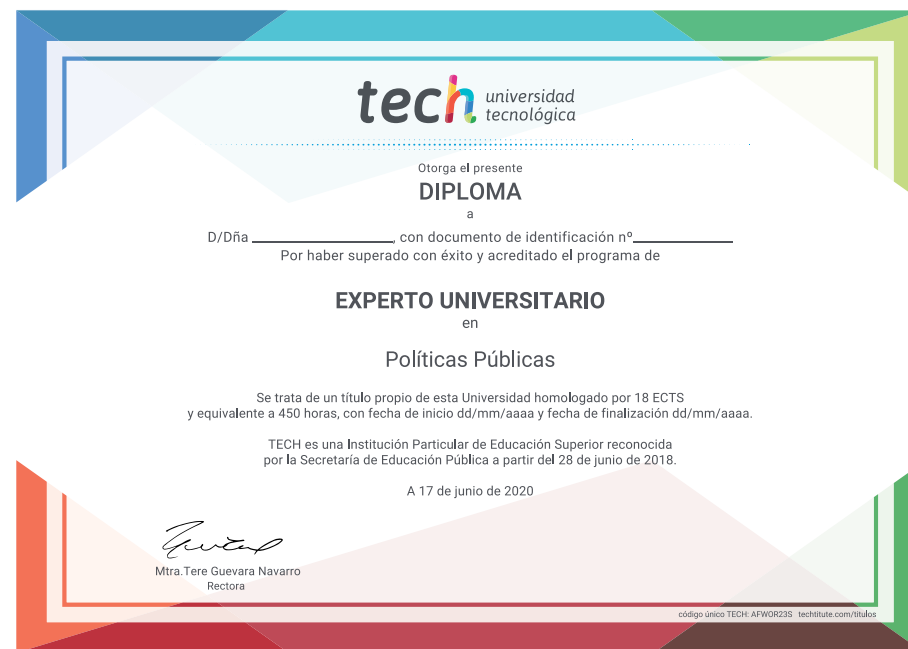 tech universidad
tecnológica
Otorga el presente
DIPLOMA
a
D/Dña ____________________, con documento de identificación nº______________
Por haber superado con éxito y acreditado el programa de
EXPERTO UNIVERSITARIO
en
Políticas Públicas
Se trata de un título propio de esta Universidad homologado por 18 ECTS
y equivalente a 450 horas, con fecha de inicio dd/mm/aaaa y fecha de finalización dd/mm/aaaa.
TECH es una Institución Particular de Educación Superior reconocida
por la Secretaría de Educación Pública a partir del 28 de junio de 2018.
A 17 de junio de 2020
Mtra.Tere Guevara Navarro
Rectora
código único TECH: AFWOR23S techtitute.com/titulos